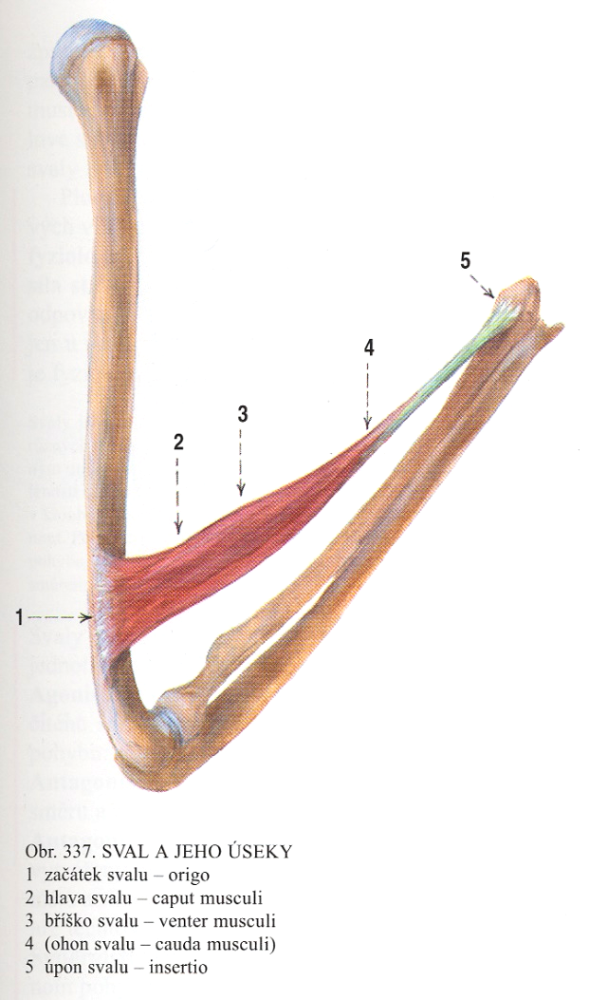 5
4
3
2
1
Obr. 337. SVAL A JEHO ÚSEKY
1 začátek svalu – origo
2 hlava svalu – caput musculi
3 bříško svalu – venter musculi
4 (ohon svalu – cauda musculi)
5 úpon svalu – insertio